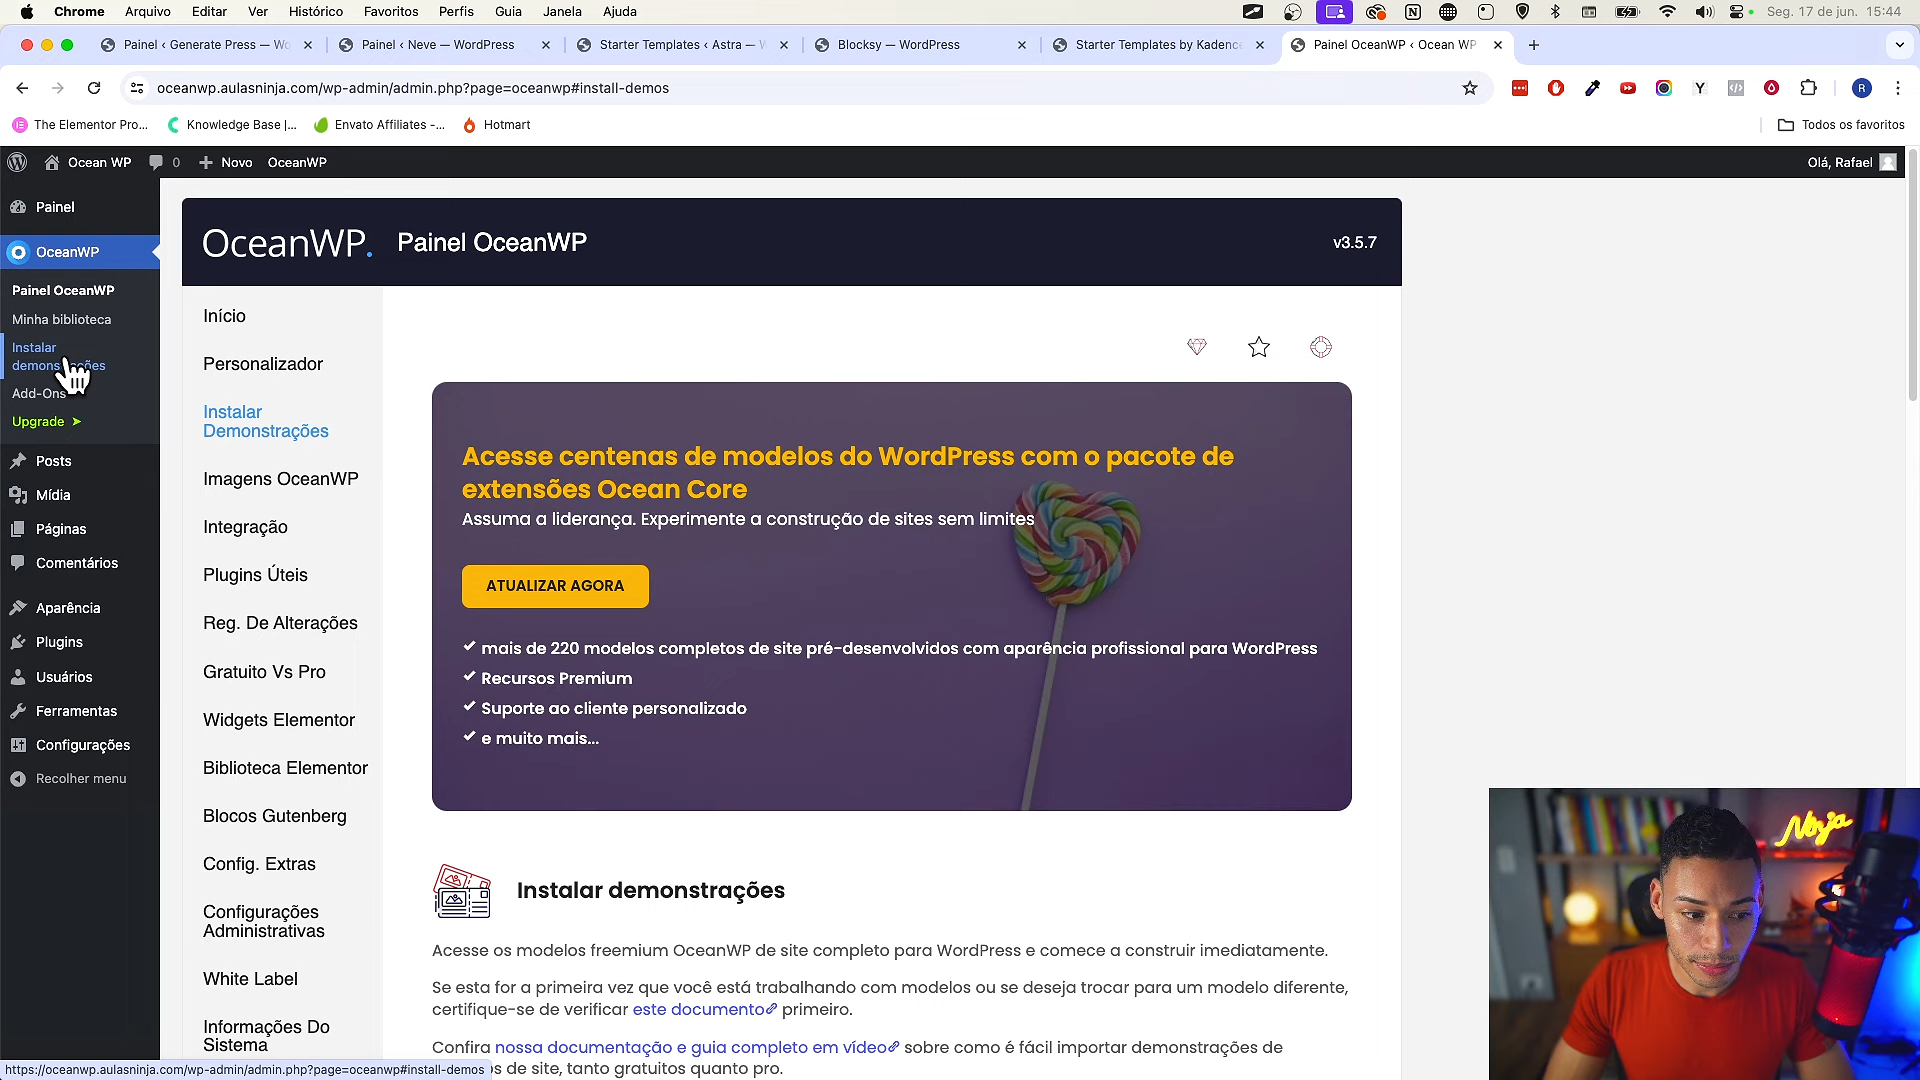 Chrome Arquivo Editar Ver Histórico Favoritos Perfis Guia Janela Ajuda Seg. 17 de jun. 15:44
Painel ‹ Generate Press — Wo Painel ‹ Neve — WordPress Starter Templates ‹ Astra — W Blocksy — WordPress Starter Templates by Kadence Painel OceanWP ‹ Ocean WP
oceanwp.aulasninja.com/wp-admin/admin.php?page=oceanwp#install-demos
The Elementor Pro... Knowledge Base |... Envato Affiliates -... Hotmart Todos os favoritos
Ocean WP 0 Novo OceanWP Olá, Rafael
Painel
OceanWP
Painel OceanWP
Minha biblioteca
Instalar
demonstrações
Add-Ons
Upgrade ➤
Posts
Mídia
Páginas
Comentários
Aparência
Plugins
Usuários
Ferramentas
Configurações
Recolher menu
OceanWP. Painel OceanWP v3.5.7
Início
Personalizador
Instalar
Demonstrações
Imagens OceanWP
Integração
Plugins Úteis
Reg. De Alterações
Gratuito Vs Pro
Widgets Elementor
Biblioteca Elementor
Blocos Gutenberg
Config. Extras
Configurações
Administrativas
White Label
Informações Do
Sistema
Acesse centenas de modelos do WordPress com o pacote de
extensões Ocean Core
Assuma a liderança. Experimente a construção de sites sem limites
ATUALIZAR AGORA
mais de 220 modelos completos de site pré-desenvolvidos com aparência profissional para WordPress
Recursos Premium
Suporte ao cliente personalizado
e muito mais...
Instalar demonstrações
Acesse os modelos freemium OceanWP de site completo para WordPress e comece a construir imediatamente.
Se esta for a primeira vez que você está trabalhando com modelos ou se deseja trocar para um modelo diferente,
certifique-se de verificar este documento primeiro.
Confira nossa documentação e guia completo em vídeo sobre como é fácil importar demonstrações de
s de site, tanto gratuitos quanto pro.
https://oceanwp.aulasninja.com/wp-admin/admin.php?page=oceanwp#install-demos
Ninja